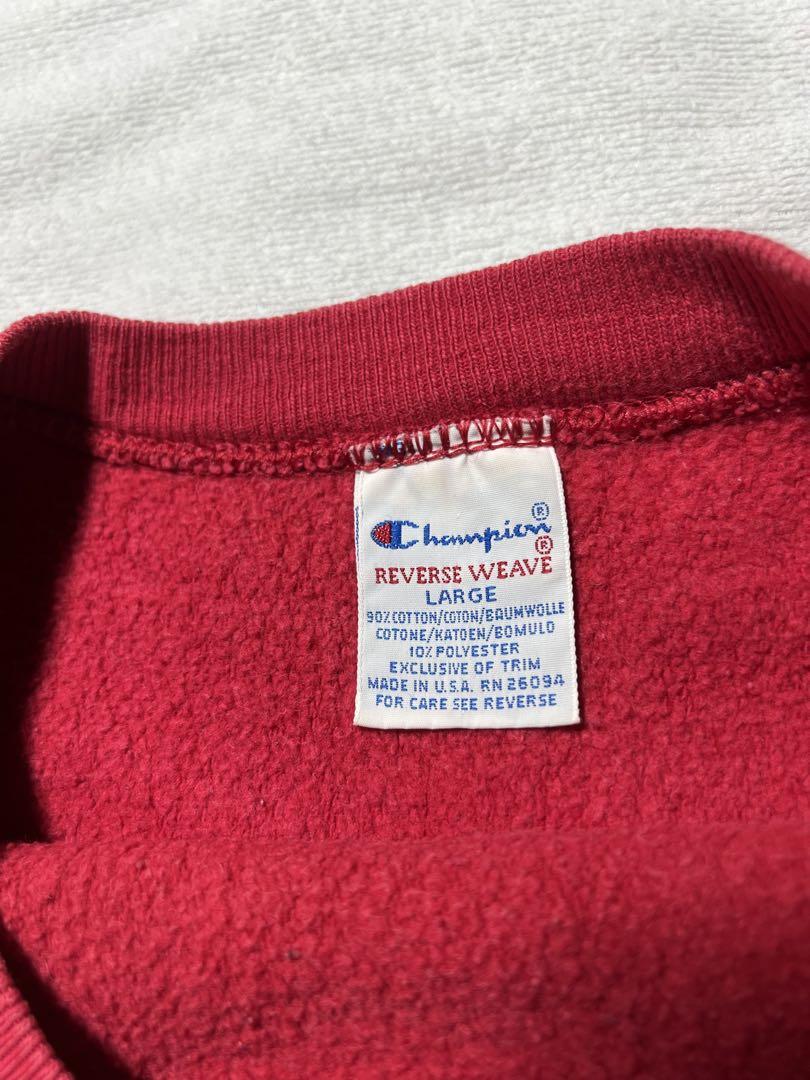 Champion®
REVERSE WEAVE®
LARGE
90% COTTON/COTON/BAUMWOLLE
COTONE/KATOEN/BOMULD
10% POLYESTER
EXCLUSIVE OF TRIM
MADE IN U.S.A. RN 26094
FOR CARE SEE REVERSE